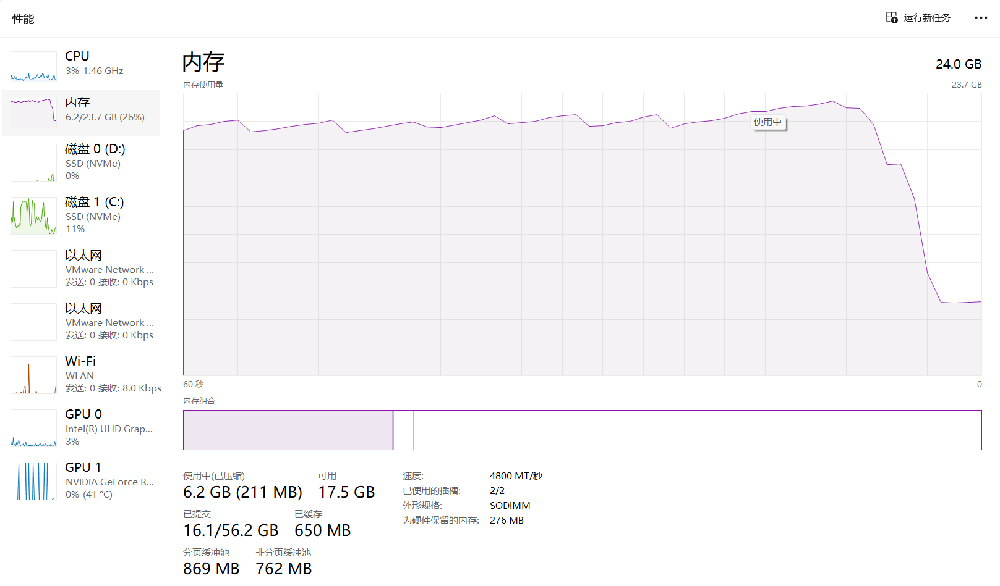 性能
运行新任务
CPU
3% 1.46 GHz
内存
6.2/23.7 GB (26%)
磁盘 0 (D:)
SSD (NVMe)
0%
磁盘 1 (C:)
SSD (NVMe)
11%
以太网
VMware Network ...
发送: 0 接收: 0 Kbps
以太网
VMware Network ...
发送: 0 接收: 0 Kbps
Wi-Fi
WLAN
发送: 0 接收: 8.0 Kbps
GPU 0
Intel(R) UHD Grap...
3%
GPU 1
NVIDIA GeForce R...
0% (41 °C)
内存
24.0 GB
内存使用量
23.7 GB
使用中
60 秒
0
内存组合
使用中(已压缩)
可用
6.2 GB (211 MB)
17.5 GB
已提交
已缓存
16.1/56.2 GB
650 MB
分页缓冲池
非分页缓冲池
869 MB
762 MB
速度:
4800 MT/秒
已使用的插槽:
2/2
外形规格:
SODIMM
为硬件保留的内存:
276 MB